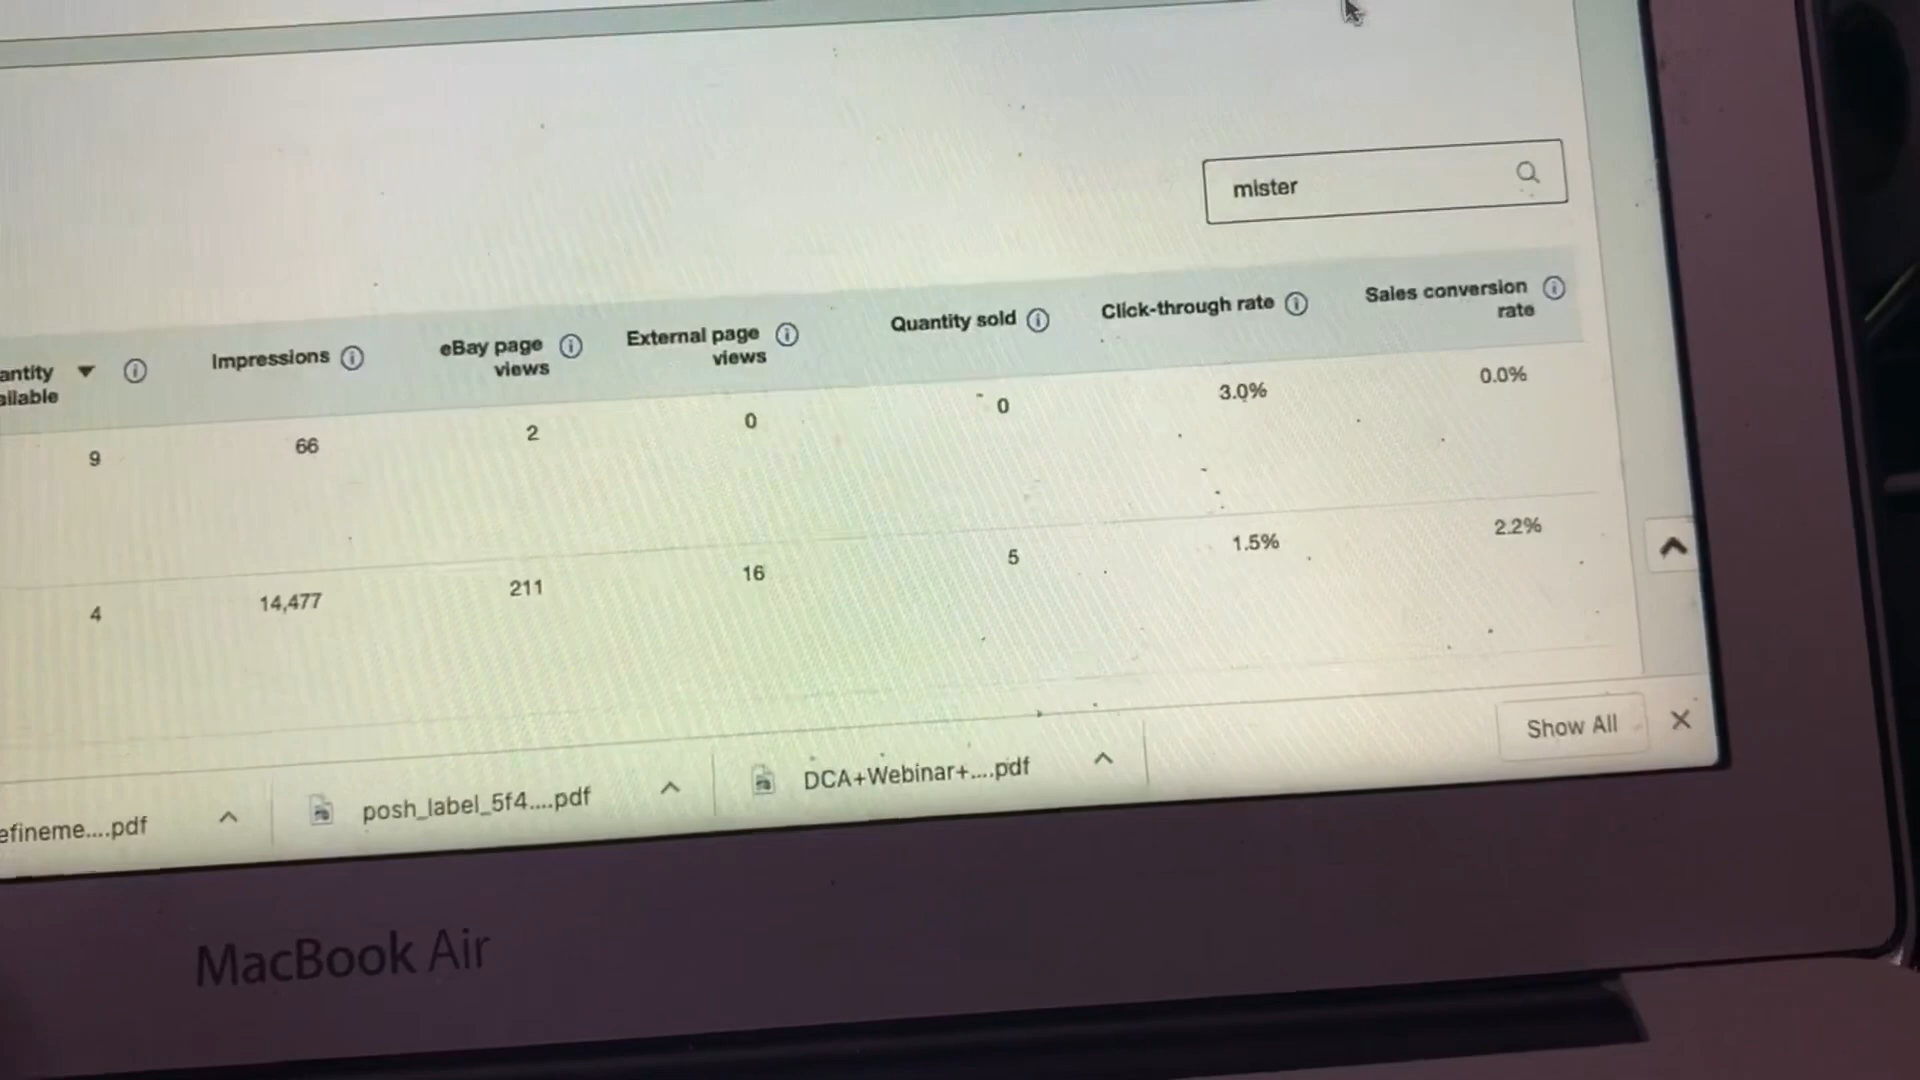 mister
antity
ailable
Impressions
eBay page
views
External page
views
Quantity sold
Click-through rate
Sales conversion
rate
9 66 2 0 0 3.0% 0.0%
4 14,477 211 16 5 1.5% 2.2%
efineme....pdf
posh_label_5f4....pdf
DCA+Webinar+....pdf
Show All
MacBook Air